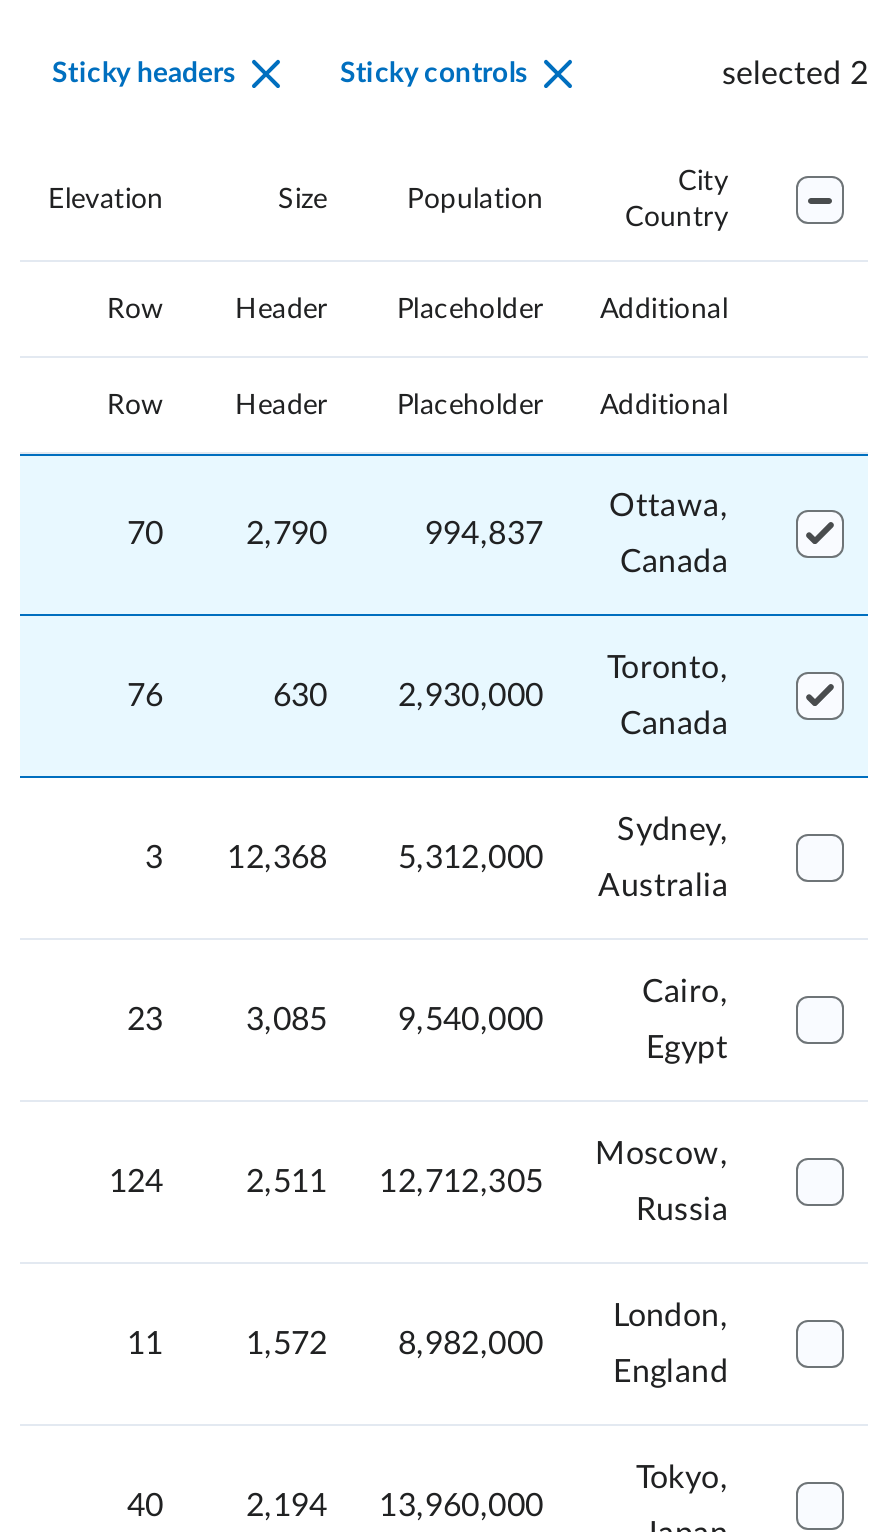 Sticky headers Sticky controls selected 2
Elevation Size Population City Country
Row Header Placeholder Additional
Row Header Placeholder Additional
70 2,790 994,837 Ottawa, Canada
76 630 2,930,000 Toronto, Canada
3 12,368 5,312,000 Sydney, Australia
23 3,085 9,540,000 Cairo, Egypt
124 2,511 12,712,305 Moscow, Russia
11 1,572 8,982,000 London, England
40 2,194 13,960,000 Tokyo,